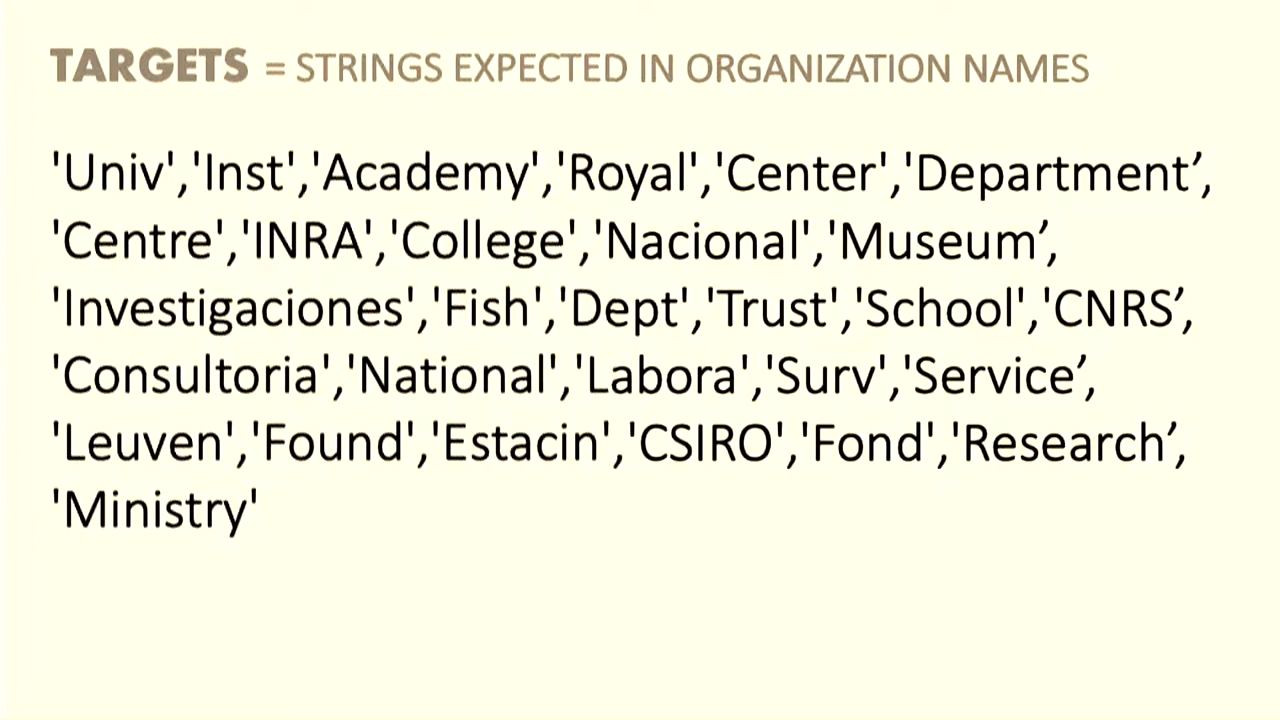 TARGETS = STRINGS EXPECTED IN ORGANIZATION NAMES
'Univ','Inst','Academy','Royal','Center','Department’,
'Centre','INRA','College','Nacional','Museum’,
'Investigaciones','Fish','Dept','Trust','School','CNRS’,
'Consultoria','National','Labora','Surv','Service’,
'Leuven','Found','Estacin','CSIRO','Fond','Research’,
'Ministry'